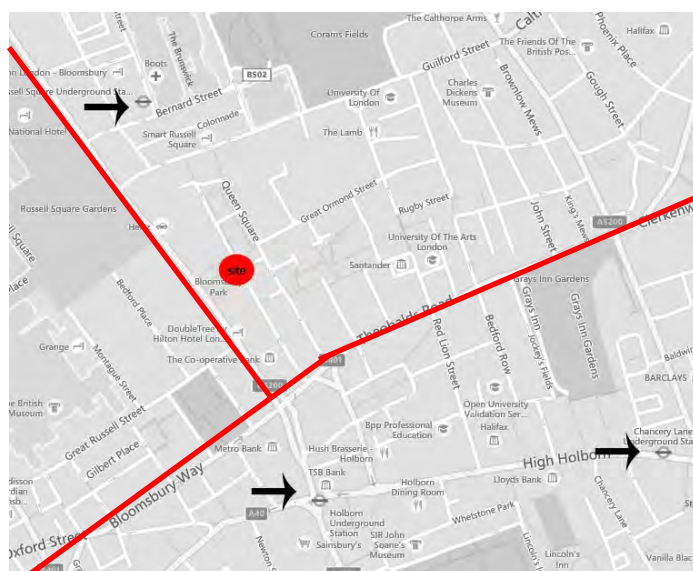 The Calthorpe Arms
Halifax
Phoenix Place
Corams Fields
The Friends Of The
British Pos...
The Brunswick
Guilford Street
Boots
London - Bloomsbury
B502
Russell Square Underground Sta...
Bernard Street
University Of
London
Charles
Dickens
Museum
Brownlow Mews
Gough Street
National Hotel
Colonnade
Smart Russell
Square
The Lamb
Queen Square
Great Ormond Street
Rugby Street
Russell Square Gardens
John Street
King's Mews
A5200
University Of The Arts
London
Santander
site
Park
Bedford Place
Grays Inn Gardens
Theobalds Road
Grays Inn
Grays Inn Gardens
DoubleTree
Hilton Hotel Lon...
Red Lion Street
Bedford Row
Jockey's Fields
Grange
Montague Street
The Co-operative Bank
Baldwin
BARCLAYS
British
Museum
Open University
Validation Ser...
Halifax
Great Russell Street
Gilbert Place
Bpp Professional
Education
Chancery Lane
Underground Sta
Metro Bank
Hush Brasserie -
Holborn
TSB Bank
High Holborn
Bloomsbury Way
Holborn
Dining Room
Lloyds Bank
Chancery Lane
A40
Holborn
Underground
Station
Whetstone Park
Oxford Street
Newton S
Sainsbury's
SIR John
Soane's
Museum
Lincoln's
Inn
Lincoln's I
Vanilla Blac